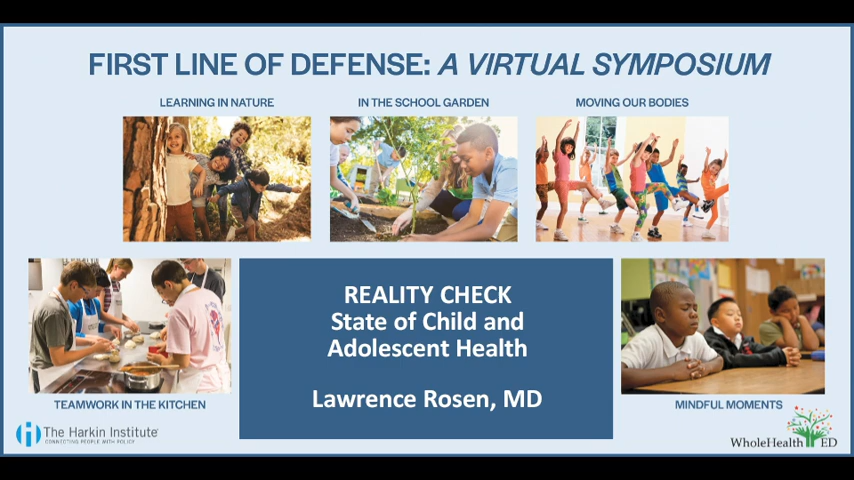 FIRST LINE OF DEFENSE: A VIRTUAL SYMPOSIUM
LEARNING IN NATURE
IN THE SCHOOL GARDEN
MOVING OUR BODIES
REALITY CHECK
State of Child and
Adolescent Health
Lawrence Rosen, MD
TEAMWORK IN THE KITCHEN
MINDFUL MOMENTS
The Harkin Institute
CONNECTING PEOPLE WITH POLICY
WholeHealth ED